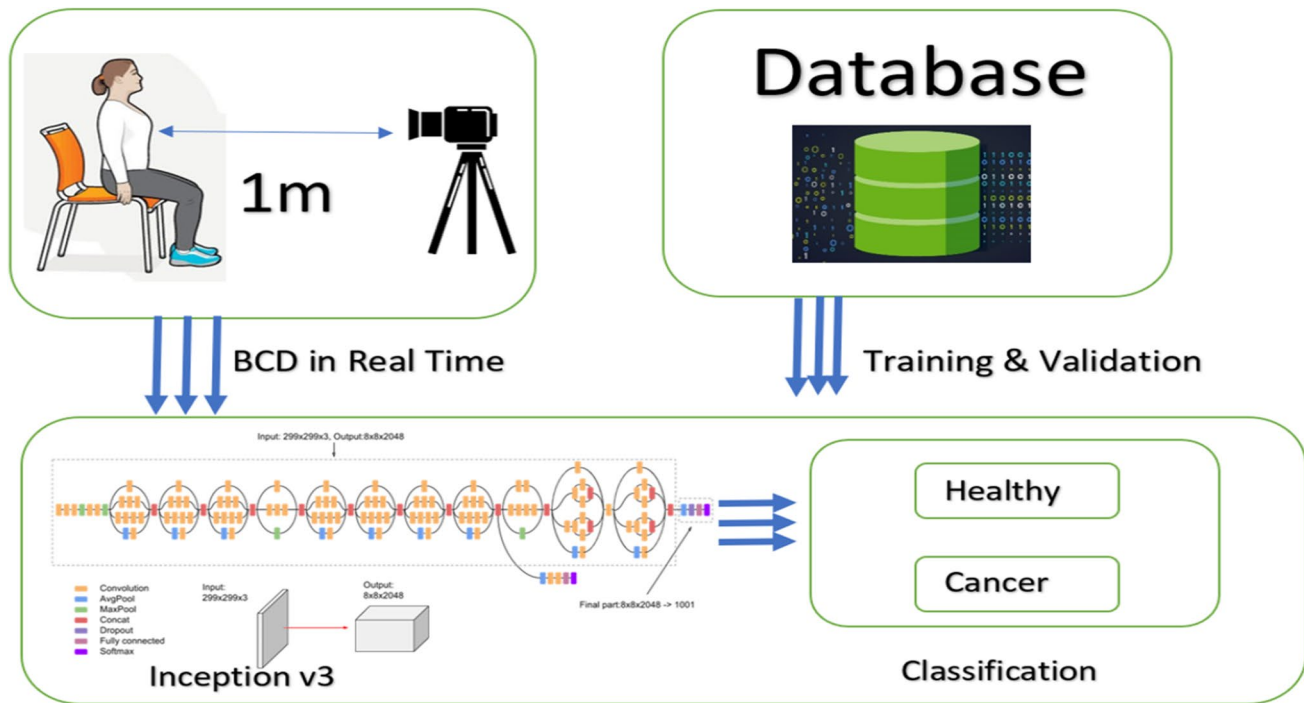 Database
1m
BCD in Real Time
Training & Validation
Input: 299x299x3, Output:8x8x2048
Healthy
Cancer
Convolution
AvgPool
MaxPool
Concat
Dropout
Fully connected
Softmax
Input:
299x299x3
Output:
8x8x2048
Final part:8x8x2048 -> 1001
Inception v3
Classification